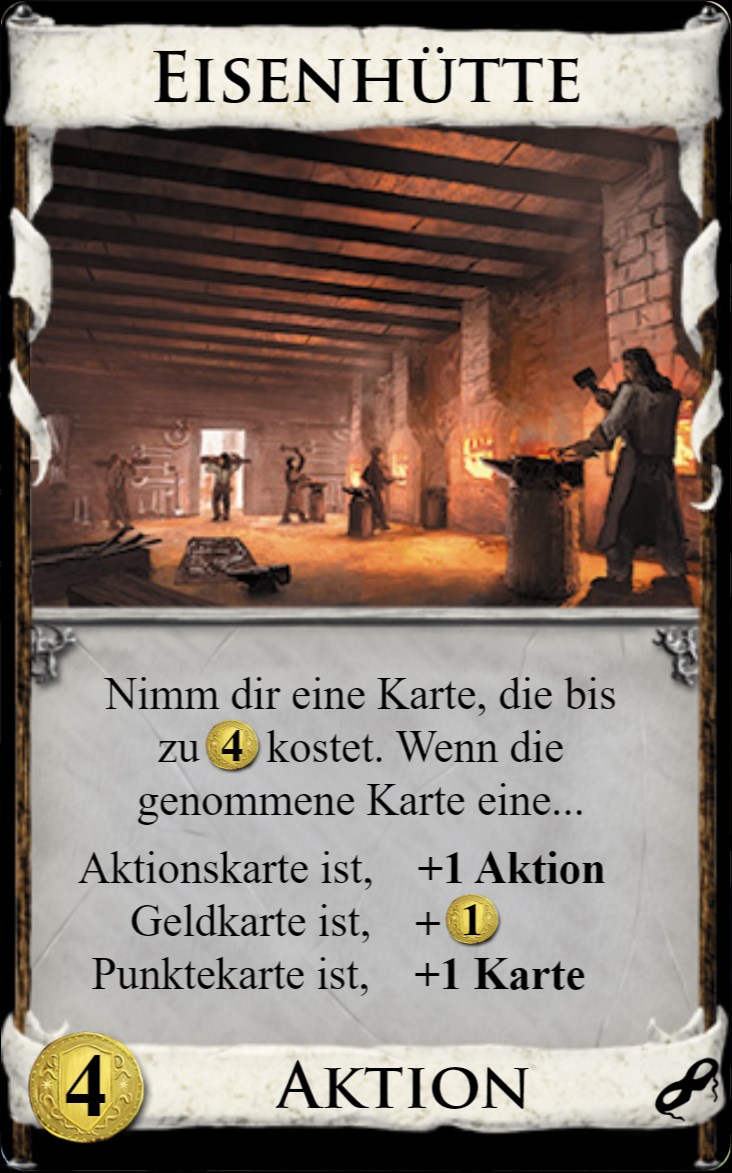 EISENHÜTTE
Nimm dir eine Karte, die bis
zu 4 kostet. Wenn die
genommene Karte eine...
Aktionskarte ist, +1 Aktion
Geldkarte ist, +1
Punktekarte ist, +1 Karte
4 AKTION